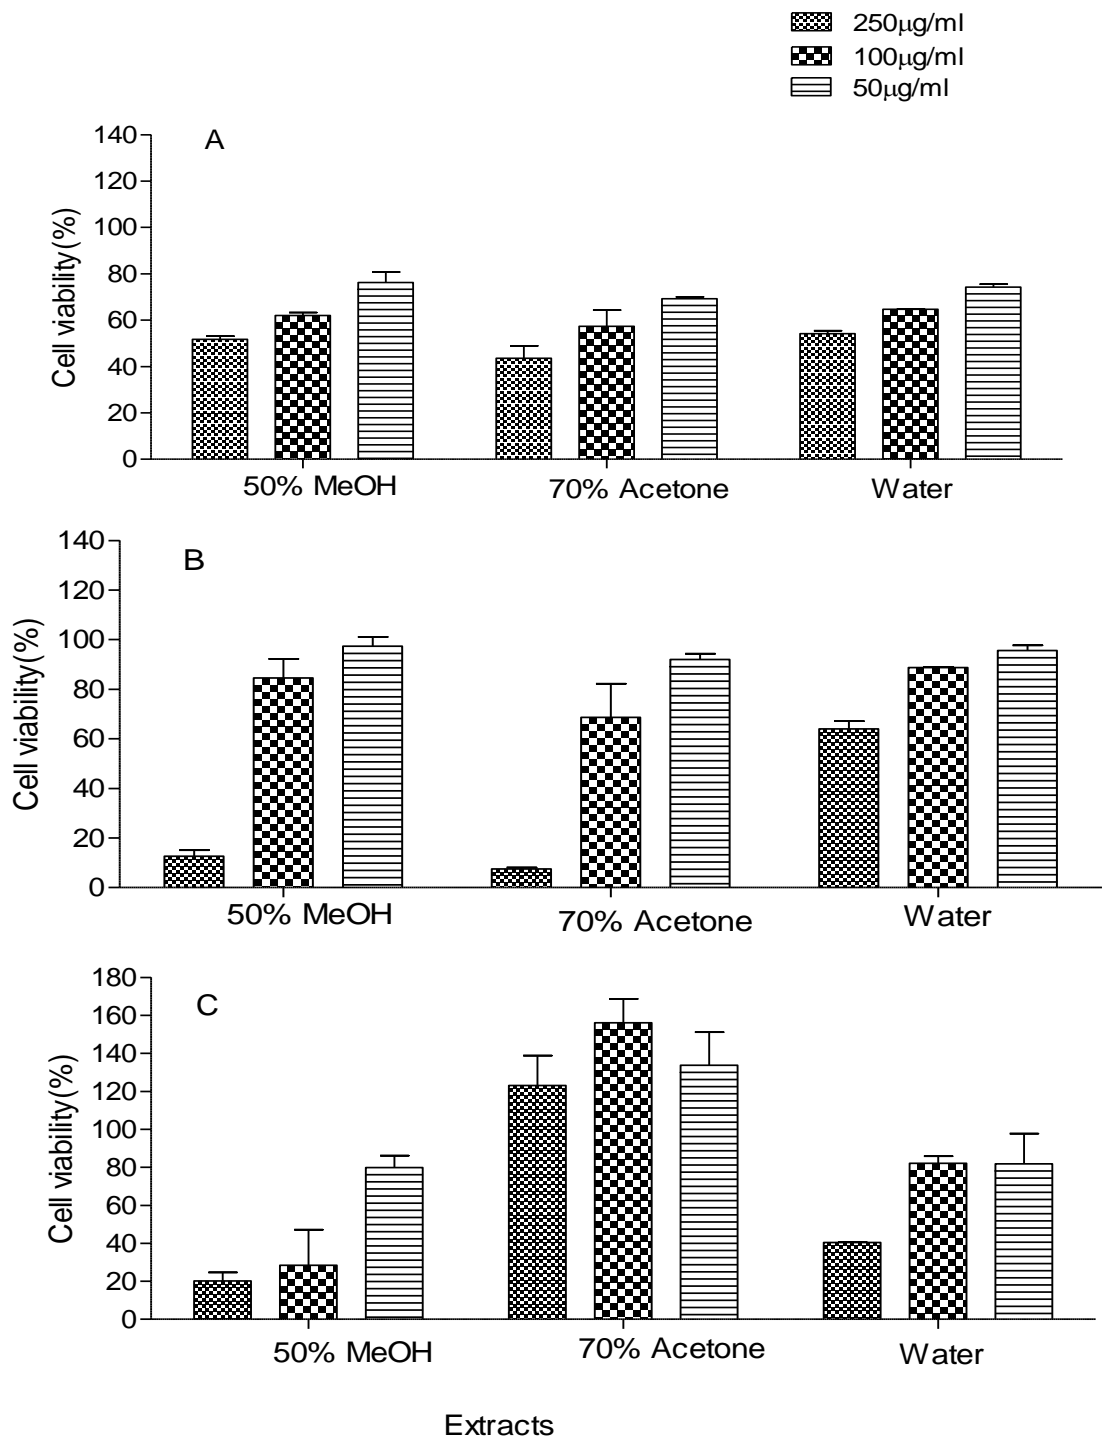 250μg/ml
100μg/ml
50μg/ml
A
Cell viability(%)
140
120
100
80
60
40
20
0
50% MeOH 70% Acetone Water
B
Cell viability(%)
140
120
100
80
60
40
20
0
50% MeOH 70% Acetone Water
C
Cell viability(%)
180
160
140
120
100
80
60
40
20
0
50% MeOH 70% Acetone Water
Extracts